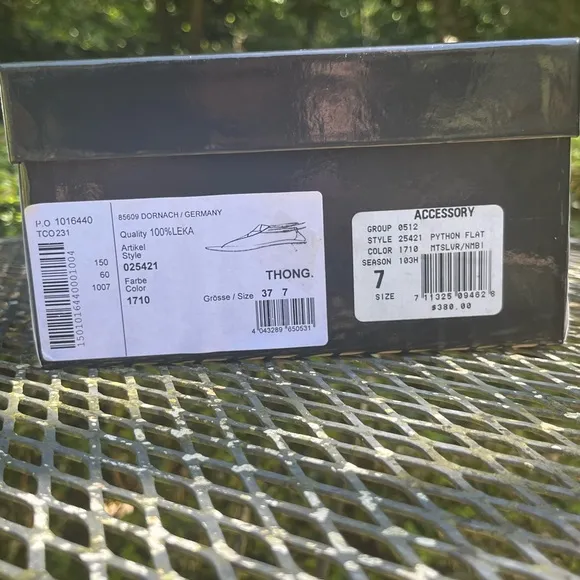 P.O 1016440
TCO231
150
60
1007
1501016440001004
85609 DORNACH / GERMANY
Quality 100%LEKA
Artikel
Style
025421
Farbe
Color
1710
THONG.
Grösse / Size 37 7
4 043289 650531
ACCESSORY
GROUP 0512
STYLE 25421 PYTHON FLAT
COLOR 1710 MTSLVR/NMBI
SEASON 103H
7
SIZE
7 11325 09462 8
$380.00